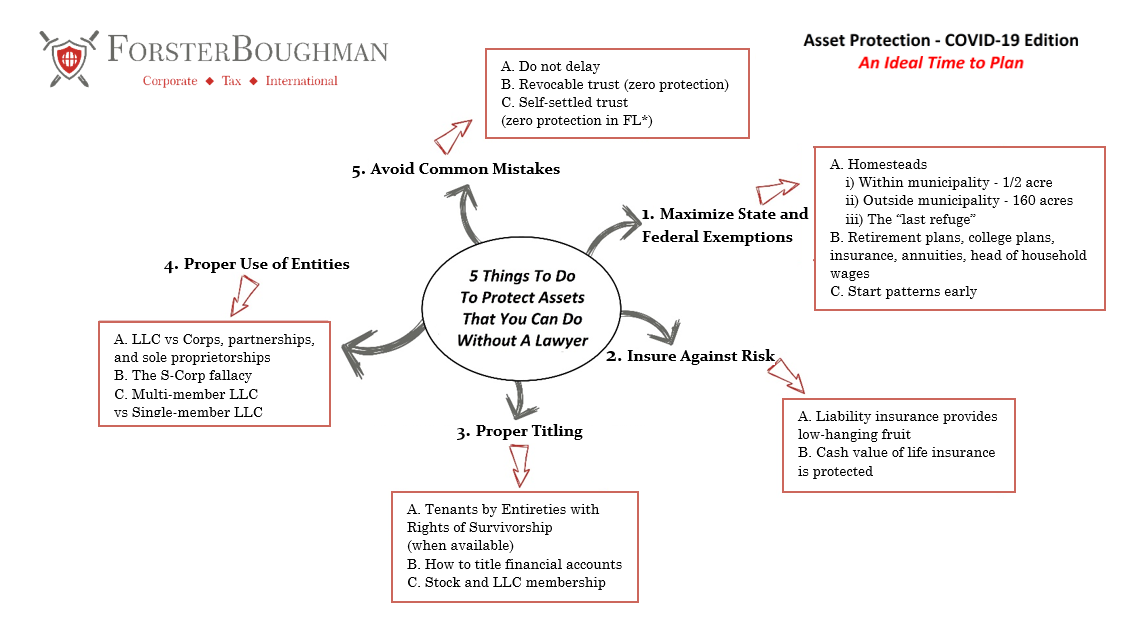 FORSTERBOUGHMAN
Corporate ◆ Tax ◆ International
Asset Protection - COVID-19 Edition
An Ideal Time to Plan
5 Things To Do
To Protect Assets
That You Can Do
Without A Lawyer
1. Maximize State and
Federal Exemptions
A. Homesteads
i) Within municipality - 1/2 acre
ii) Outside municipality - 160 acres
iii) The “last refuge”
B. Retirement plans, college plans,
insurance, annuities, head of household
wages
C. Start patterns early
2. Insure Against Risk
A. Liability insurance provides
low-hanging fruit
B. Cash value of life insurance
is protected
3. Proper Titling
A. Tenants by Entireties with
Rights of Survivorship
(when available)
B. How to title financial accounts
C. Stock and LLC membership
4. Proper Use of Entities
A. LLC vs Corps, partnerships,
and sole proprietorships
B. The S-Corp fallacy
C. Multi-member LLC
vs Single-member LLC
5. Avoid Common Mistakes
A. Do not delay
B. Revocable trust (zero protection)
C. Self-settled trust
(zero protection in FL*)